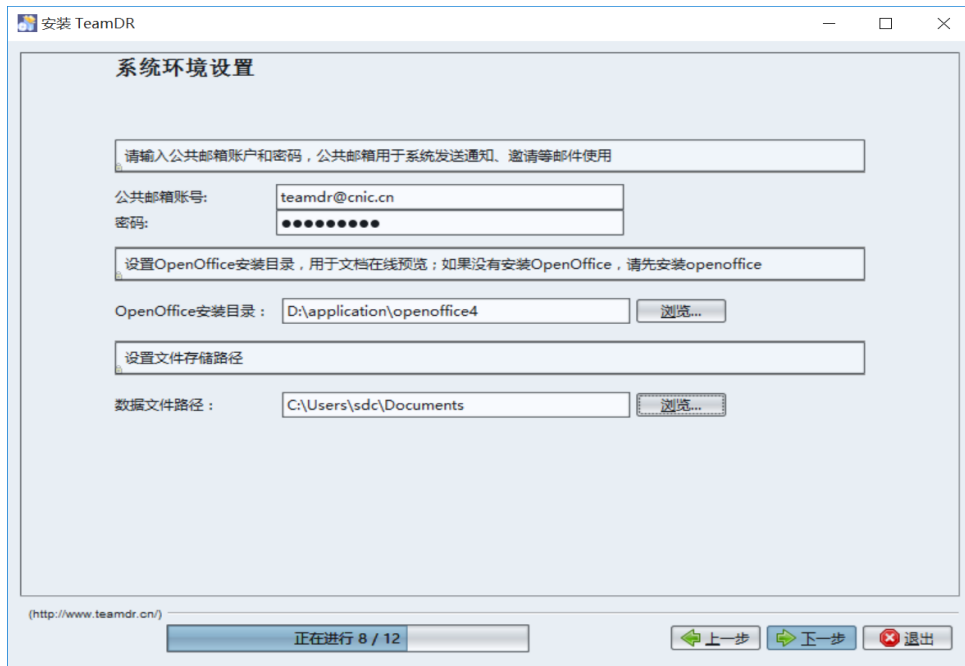 安装 TeamDR
系统环境设置
请输入公共邮箱账户和密码，公共邮箱用于系统发送通知、邀请等邮件使用
公共邮箱账号: teamdr@cnic.cn
密码: ●●●●●●●●●
设置OpenOffice安装目录，用于文档在线预览；如果没有安装OpenOffice，请先安装openoffice
OpenOffice安装目录： D:\application\openoffice4 浏览...
设置文件存储路径
数据文件路径： C:\Users\sdc\Documents 浏览...
(http://www.teamdr.cn/)
正在进行 8 / 12 上一步 下一步 退出